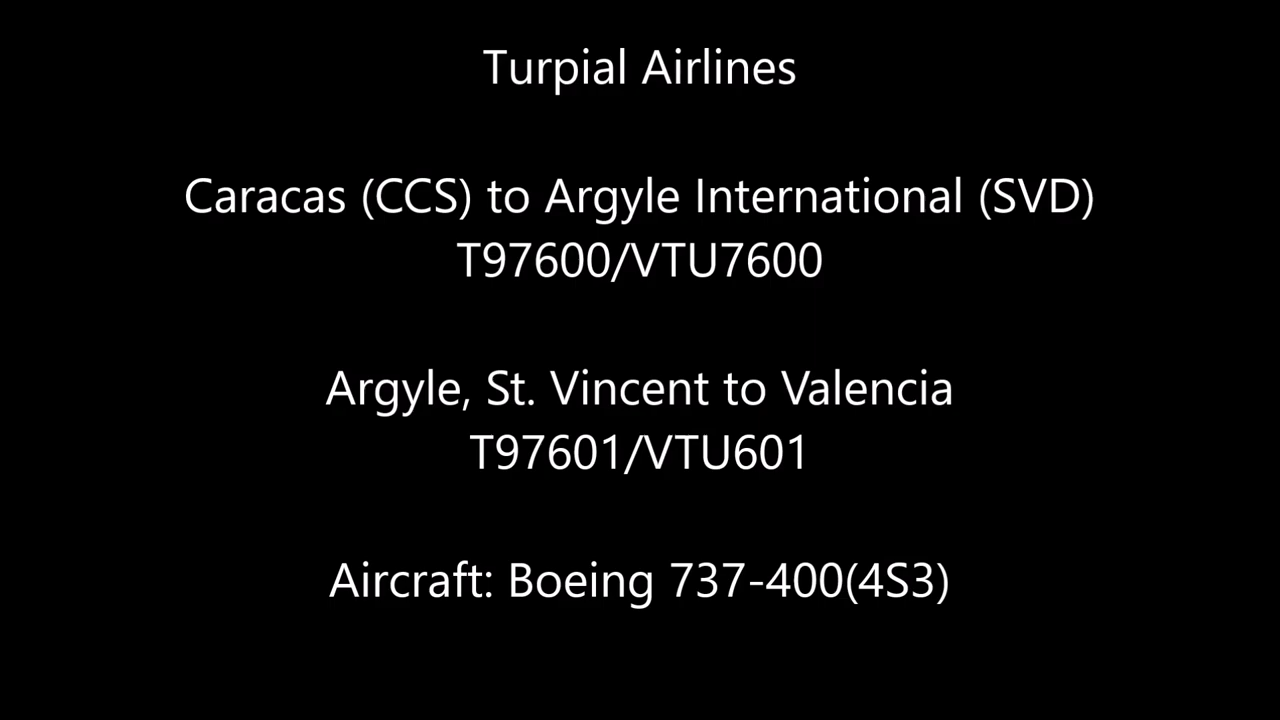 Turpial Airlines
Caracas (CCS) to Argyle International (SVD)
T97600/VTU7600
Argyle, St. Vincent to Valencia
T97601/VTU601
Aircraft: Boeing 737-400(4S3)